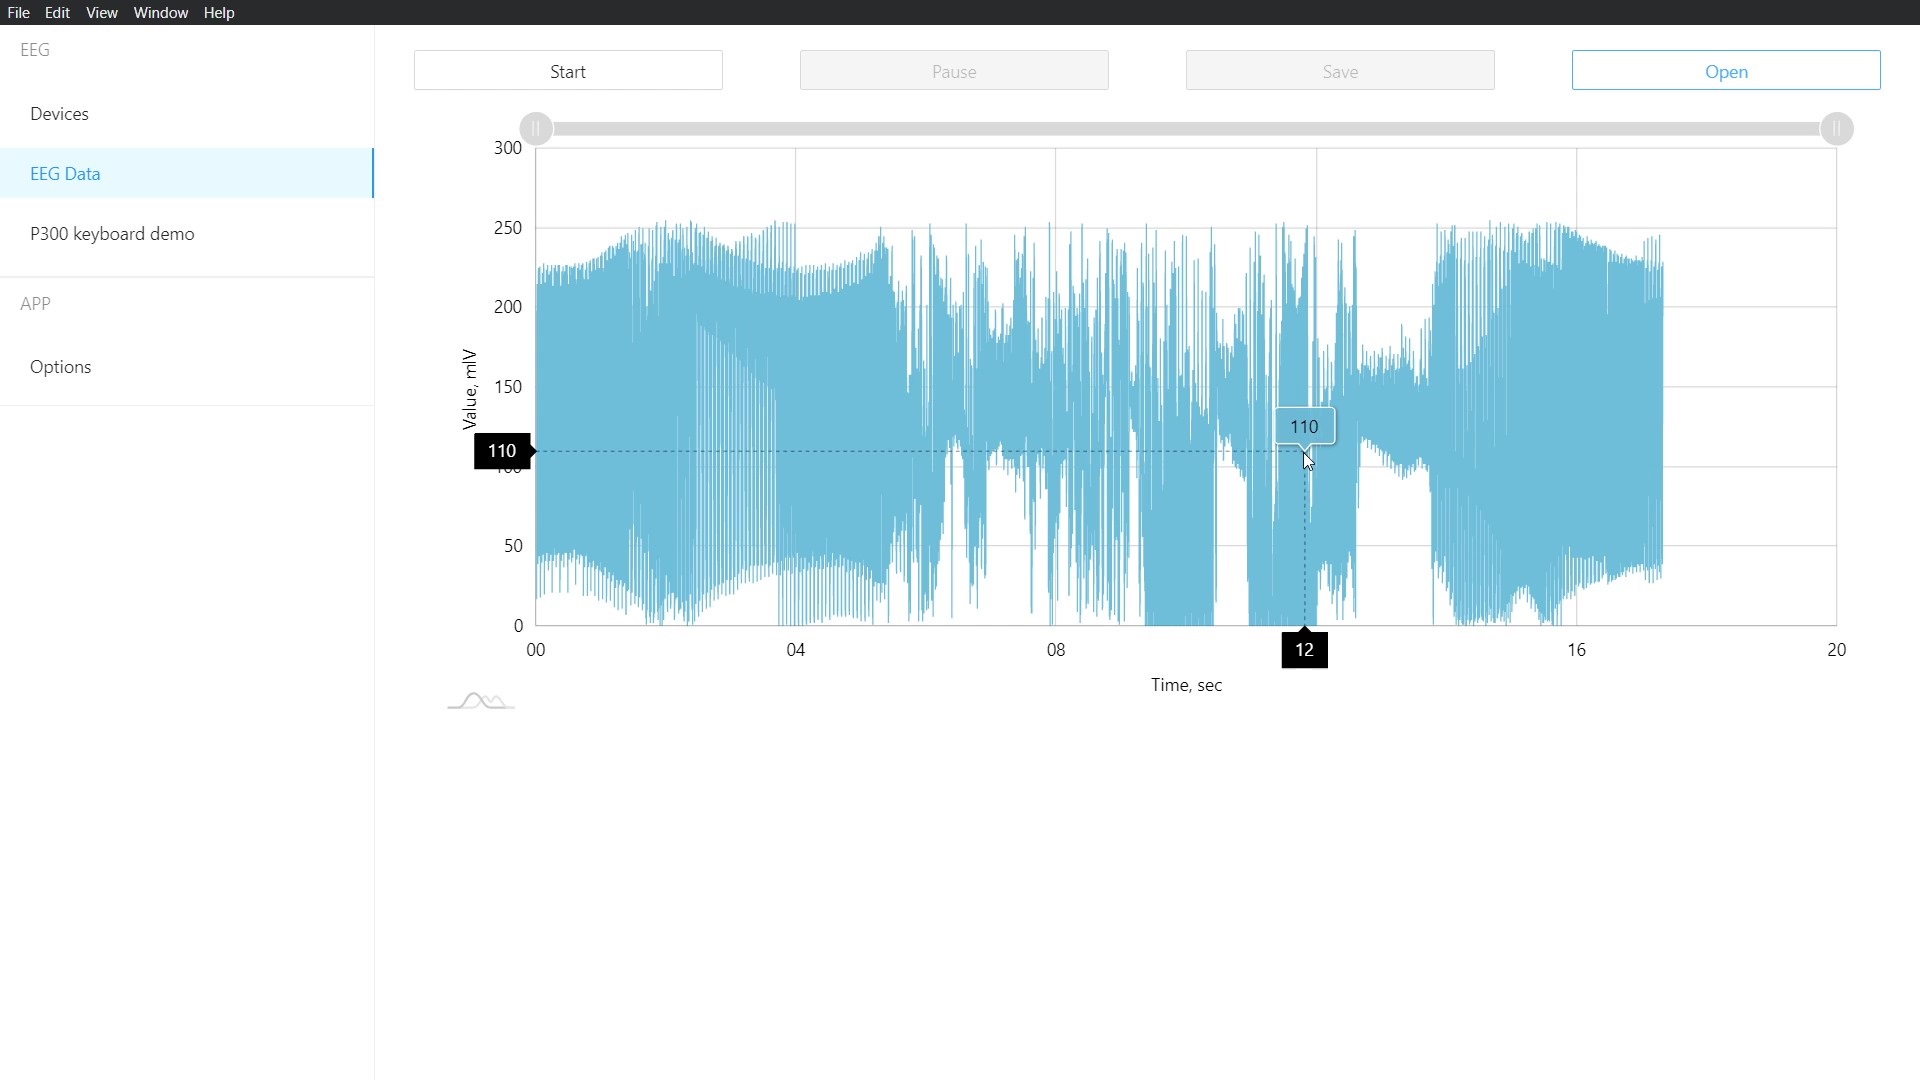 File Edit View Window Help
EEG
Devices
EEG Data
P300 keyboard demo
APP
Options
Start Pause Save Open
300
250
200
150
110
100
50
0
Value, mlV
110
00 04 08 12 16 20
Time, sec